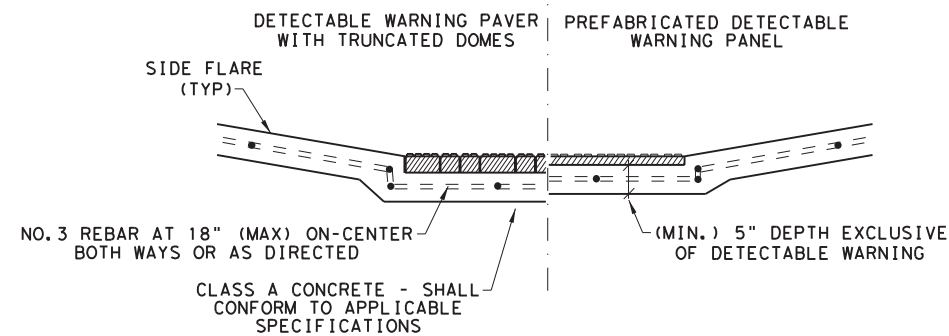 DETECTABLE WARNING PAVER
WITH TRUNCATED DOMES
PREFABRICATED DETECTABLE
WARNING PANEL
SIDE FLARE
(TYP)
NO.3 REBAR AT 18" (MAX) ON-CENTER
BOTH WAYS OR AS DIRECTED
(MIN.) 5" DEPTH EXCLUSIVE
OF DETECTABLE WARNING
CLASS A CONCRETE - SHALL
CONFORM TO APPLICABLE
SPECIFICATIONS